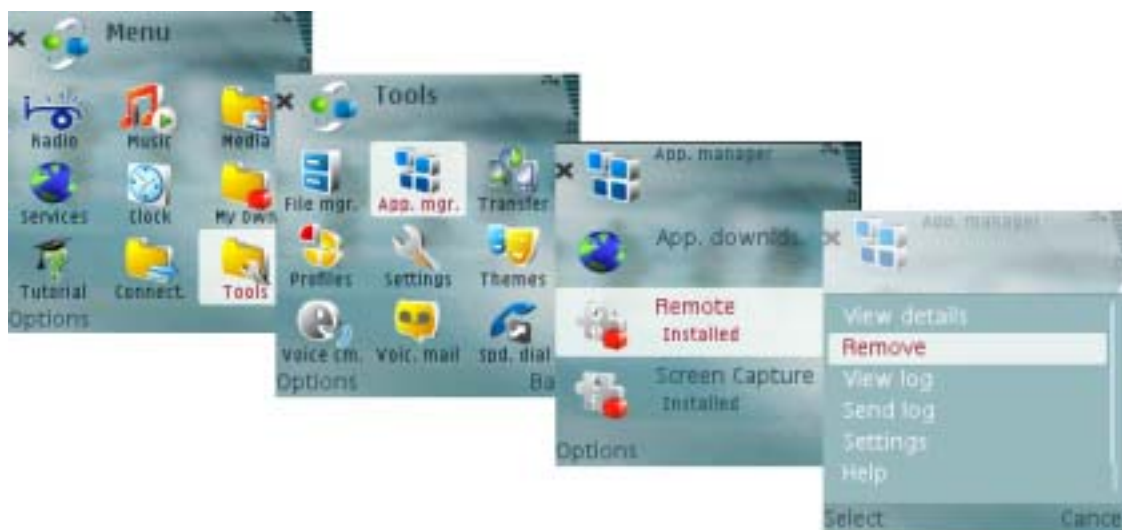 Menu
Radio Music Media
Services Clock My Own
Tutorial Connect. Tools
Options
Tools
File mgr. App. mgr. Transfer
Profiles Settings Themes
Voice cm. Voic. mail Spd. dial
Options Ba
App. manager
App. downlds.
Remote
Installed
Screen Capture
Installed
Options
App. manager
View details
Remove
View log
Send log
Settings
Help
Select Cance